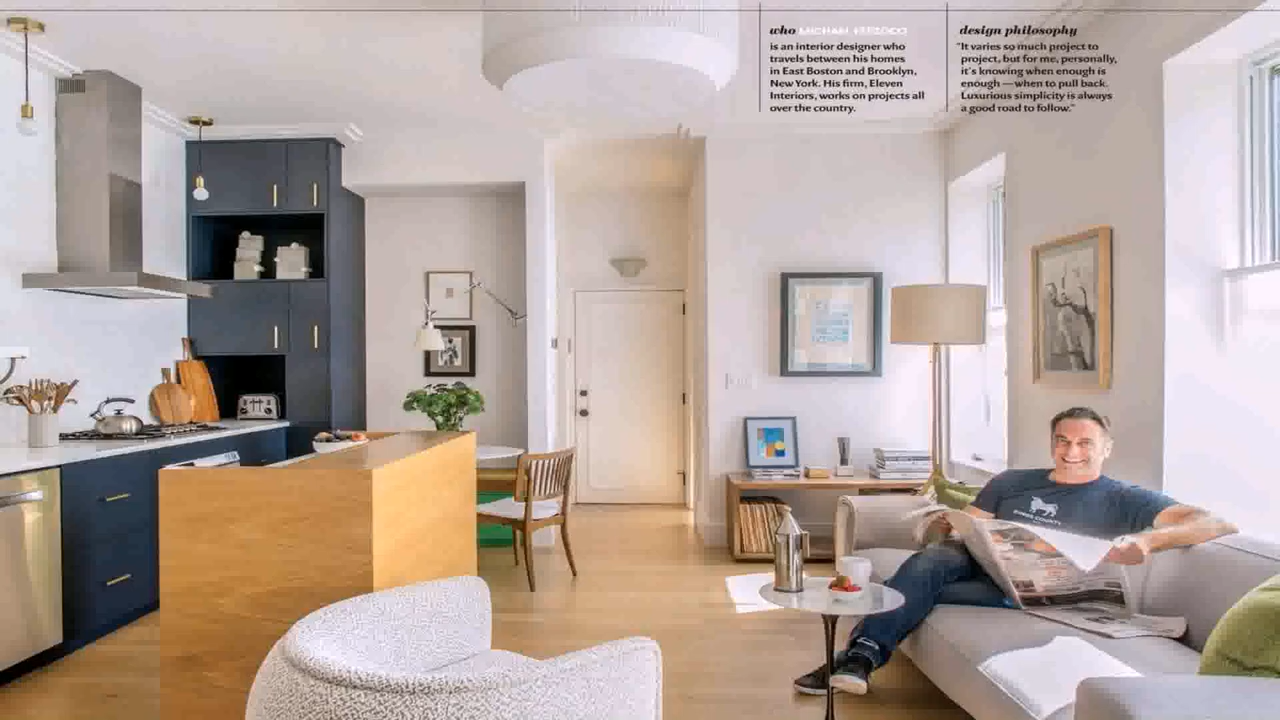 who MICHAEL FERZOCO
is an interior designer who
travels between his homes
in East Boston and Brooklyn,
New York. His firm, Eleven
Interiors, works on projects all
over the country.
design philosophy
“It varies so much project to
project, but for me, personally,
it’s knowing when enough is
enough — when to pull back.
Luxurious simplicity is always
a good road to follow.”